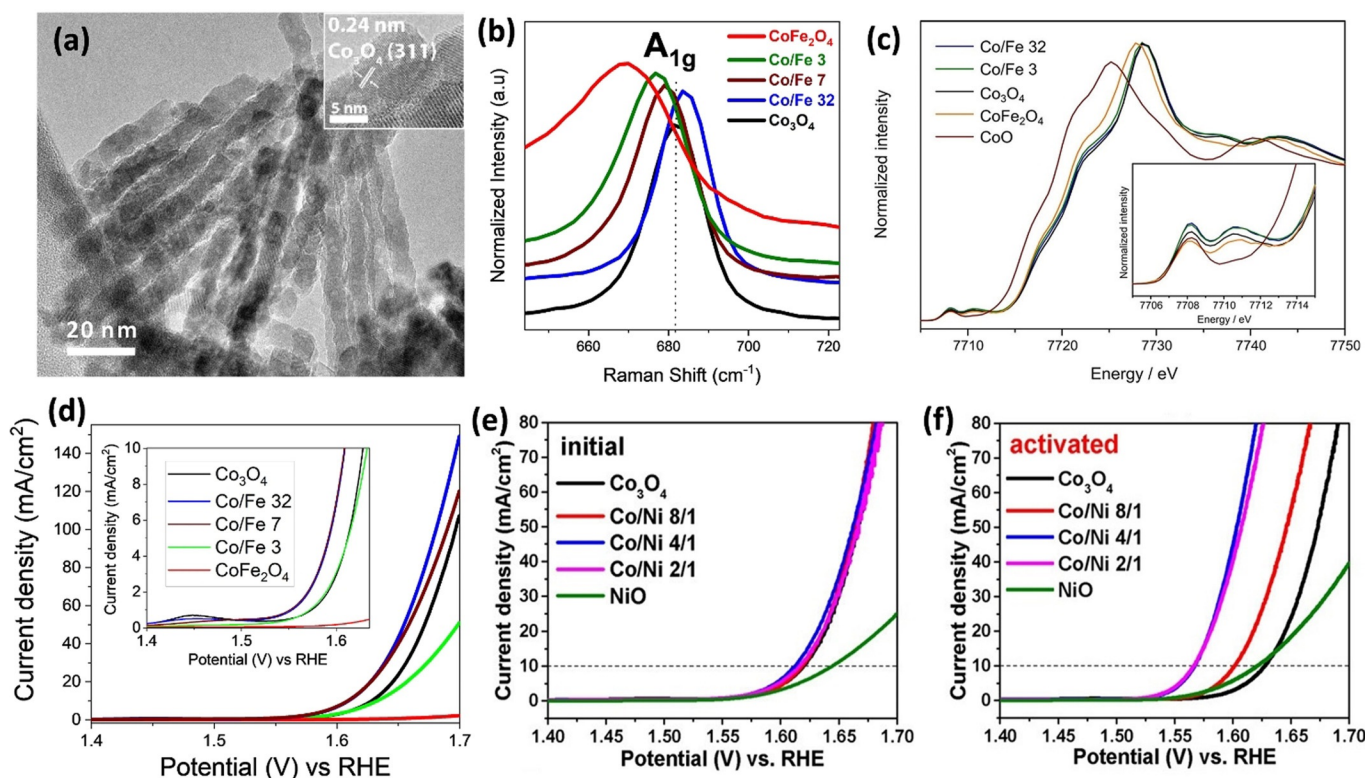 (a)
0.24 nm
Co₃O₄ (311)
5 nm
20 nm
(b)
A₁g
CoFe₂O₄
Co/Fe 3
Co/Fe 7
Co/Fe 32
Co₃O₄
Normalized Intensity (a.u)
660 680 700 720
Raman Shift (cm⁻¹)
(c)
Co/Fe 32
Co/Fe 3
Co₃O₄
CoFe₂O₄
CoO
Normalized intensity
Normalized intensity
7706 7708 7710 7712 7714
Energy / eV
7710 7720 7730 7740 7750
Energy / eV
(d)
Current density (mA/cm²)
140
120
100
80
60
40
20
0
Current density (mA/cm²)
10
8
6
4
2
0
Co₃O₄
Co/Fe 32
Co/Fe 7
Co/Fe 3
CoFe₂O₄
1.4 1.5 1.6
Potential (V) vs RHE
1.4 1.5 1.6 1.7
Potential (V) vs RHE
(e)
initial
Co₃O₄
Co/Ni 8/1
Co/Ni 4/1
Co/Ni 2/1
NiO
Current density (mA/cm²)
80
70
60
50
40
30
20
10
0
1.40 1.45 1.50 1.55 1.60 1.65 1.70
Potential (V) vs. RHE
(f)
activated
Co₃O₄
Co/Ni 8/1
Co/Ni 4/1
Co/Ni 2/1
NiO
Current density (mA/cm²)
80
70
60
50
40
30
20
10
0
1.40 1.45 1.50 1.55 1.60 1.65 1.70
Potential (V) vs. RHE